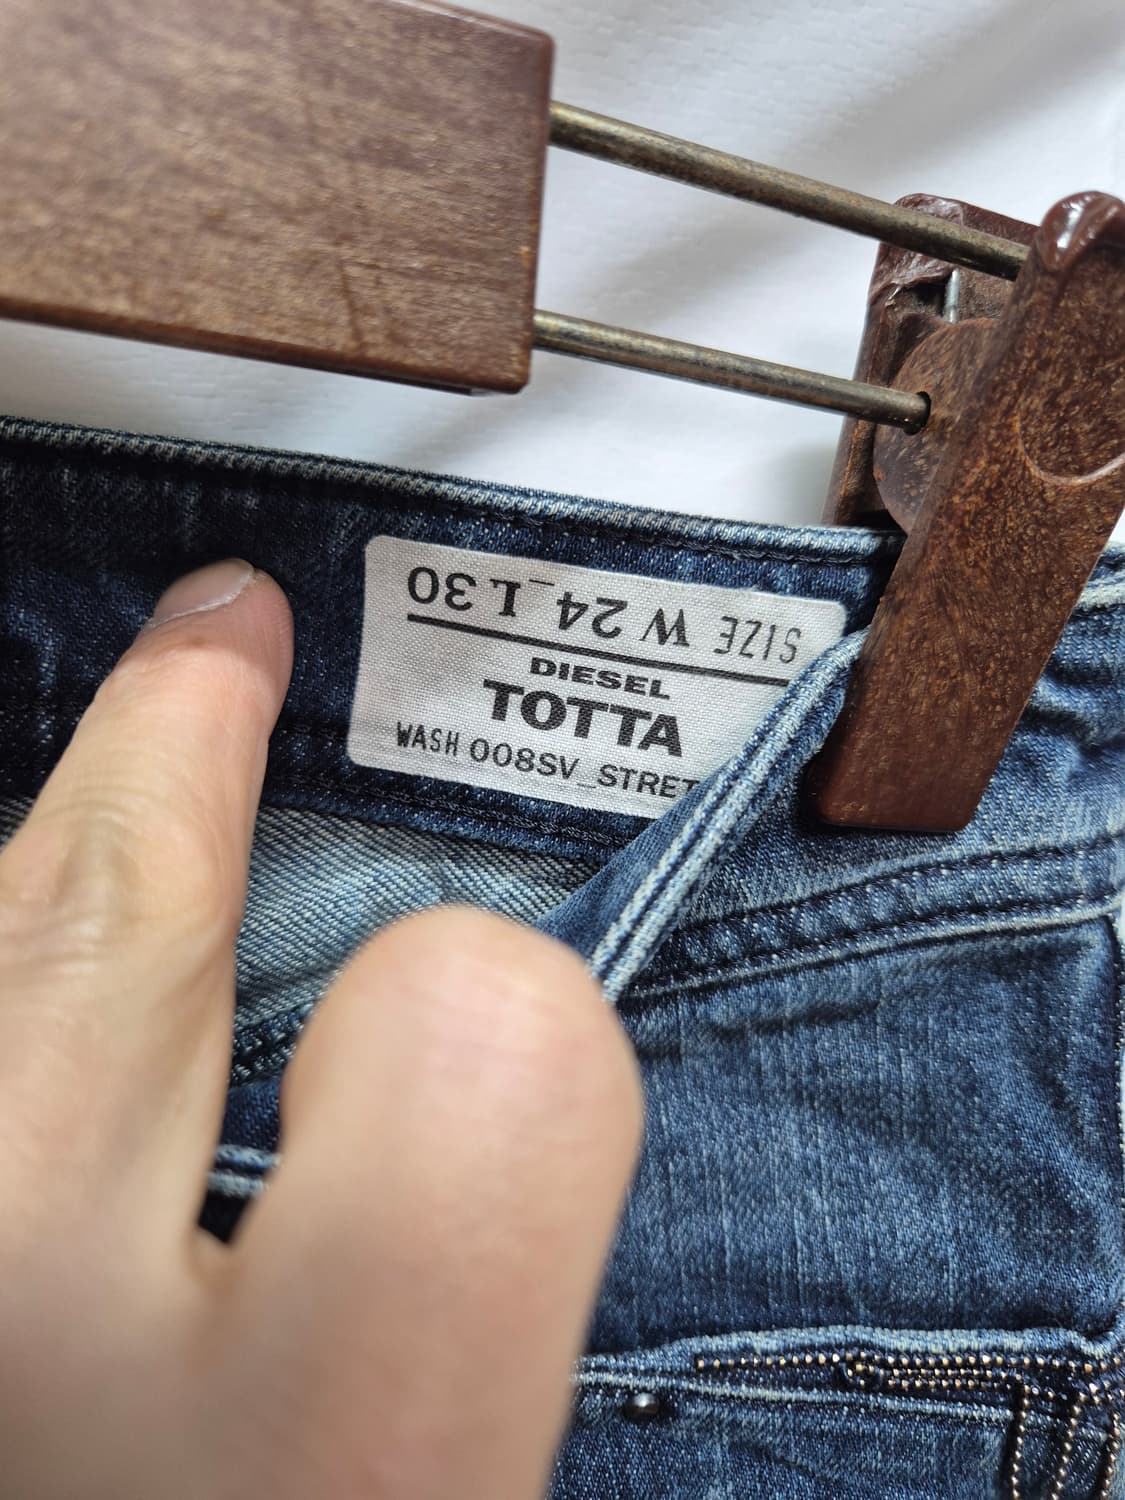 SIZE W 24_L 30
DIESEL
TOTTA
WASH 008SV_STRET